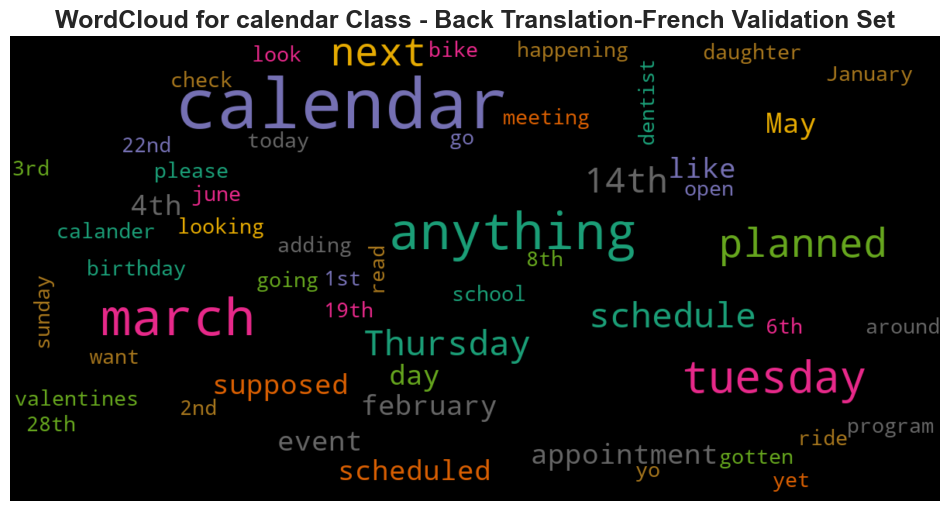 WordCloud for calendar Class - Back Translation-French Validation Set
look next bike happening daughter
check January
calendar
meeting dentist May
22nd today go
3rd please 14th like
4th june open
calander looking anything planned
adding 8th
birthday going 1st read
sunday school
march 19th schedule 6th around
Thursday
want day tuesday
supposed
valentines 2nd february
28th program
event ride
appointment gotten
scheduled yo yet